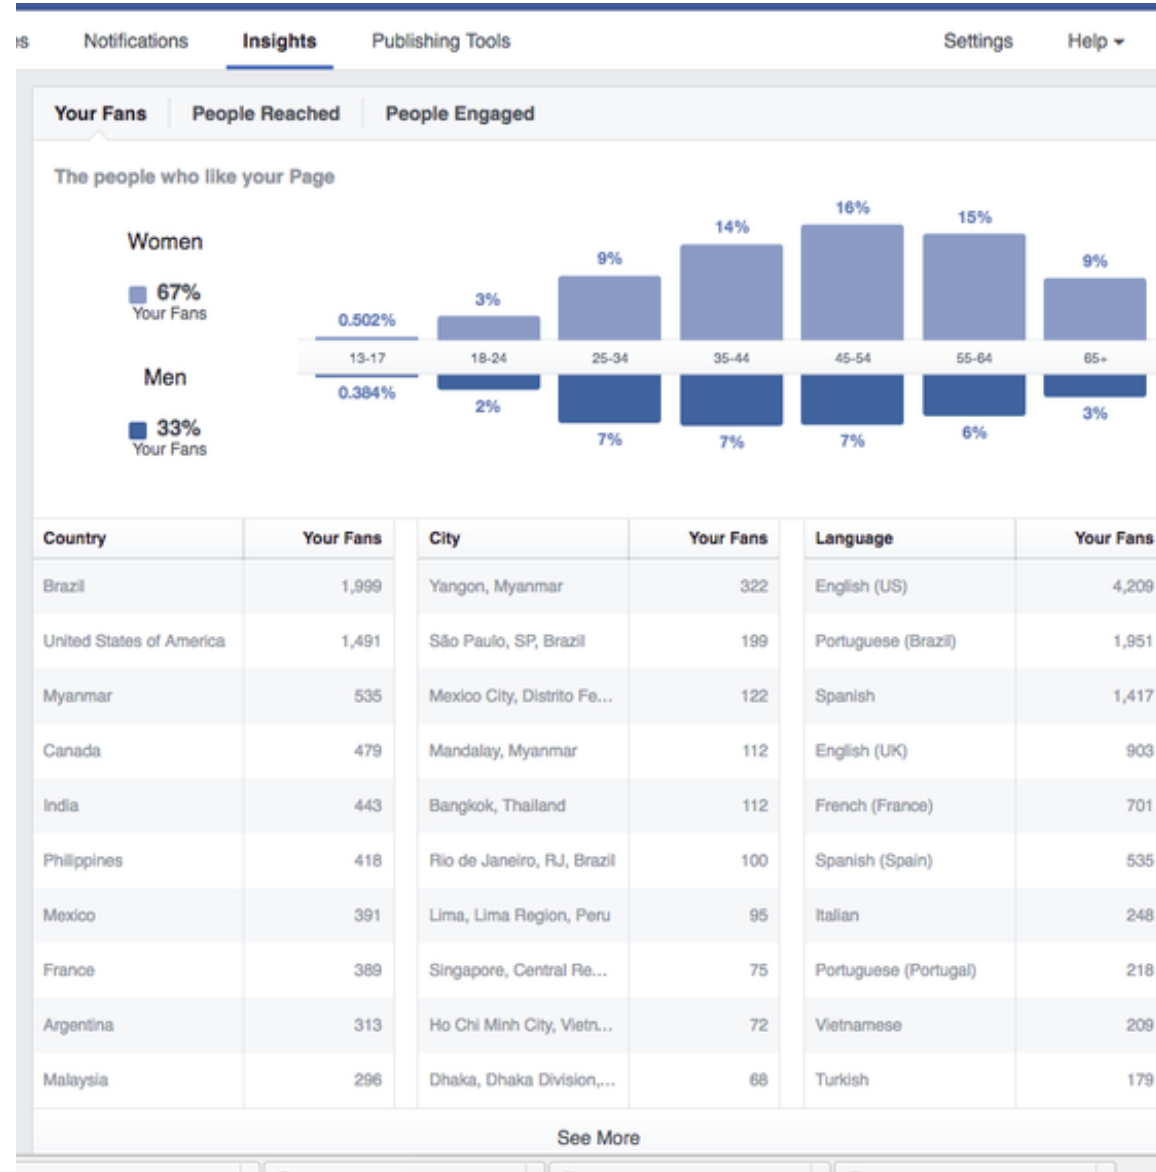 Notifications Insights Publishing Tools Settings Help
Your Fans People Reached People Engaged
The people who like your Page
Women
67%
Your Fans
Men
33%
Your Fans
0.502% 3% 9% 14% 16% 15% 9%
13-17 18-24 25-34 35-44 45-54 55-64 65+
0.384% 2% 7% 7% 7% 6% 3%
Country Your Fans City Your Fans Language Your Fans
Brazil 1,999 Yangon, Myanmar 322 English (US) 4,209
United States of America 1,491 São Paulo, SP, Brazil 199 Portuguese (Brazil) 1,951
Myanmar 535 Mexico City, Distrito Fe... 122 Spanish 1,417
Canada 479 Mandalay, Myanmar 112 English (UK) 903
India 443 Bangkok, Thailand 112 French (France) 701
Philippines 418 Rio de Janeiro, RJ, Brazil 100 Spanish (Spain) 535
Mexico 391 Lima, Lima Region, Peru 95 Italian 248
France 389 Singapore, Central Re... 75 Portuguese (Portugal) 218
Argentina 313 Ho Chi Minh City, Vietn... 72 Vietnamese 209
Malaysia 296 Dhaka, Dhaka Division,... 68 Turkish 179
See More